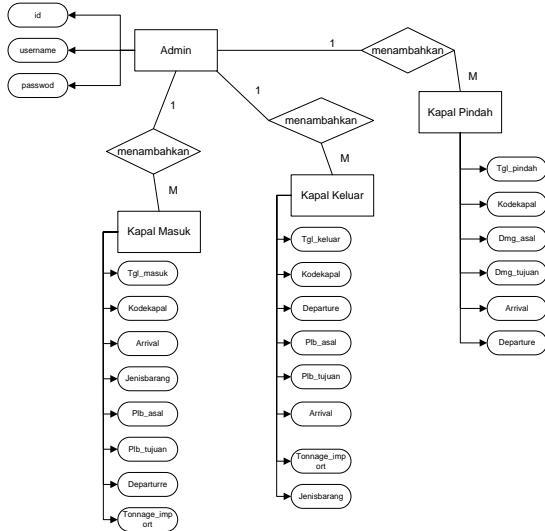 id
username
passwod
Admin
1
menambahkan
M
Kapal Pindah
Tgl_pindah
Kodekapal
Dmg_asal
Dmg_tujuan
Arrival
Departure
1
menambahkan
M
Kapal Keluar
Tgl_keluar
Kodekapal
Departure
Plb_asal
Plb_tujuan
Arrival
Tonnage_imp
ort
Jenisbarang
1
menambahkan
M
Kapal Masuk
Tgl_masuk
Kodekapal
Arrival
Jenisbarang
Plb_asal
Plb_tujuan
Departurre
Tonnage_imp
ort